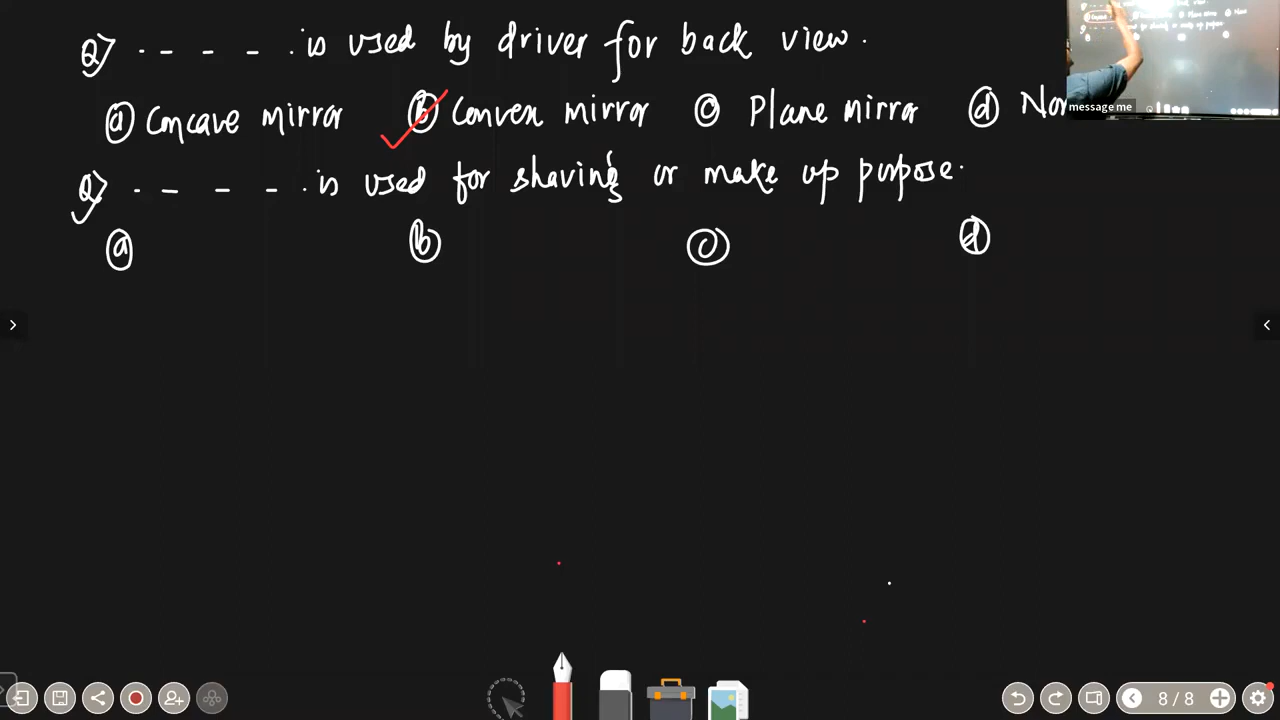 Q) - - - - . is used by driver for back view.
(a) Concave mirror (b) Convex mirror (c) Plane mirror (d)
Q) - - - - . is used for shaving or make up purpose.
(a) (b) (c) (d)
message me
8 / 8